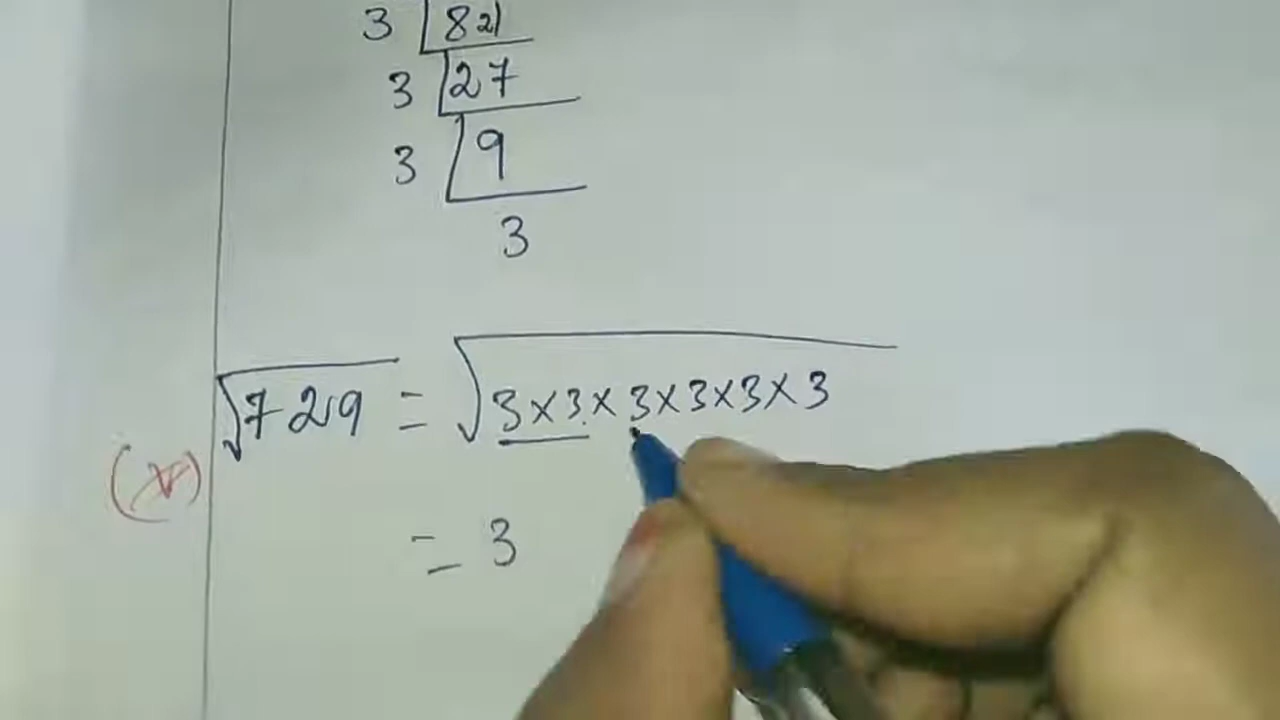 3 81
3 27
3 9
3
√729 = √3×3×3×3×3×3
(v)
= 3